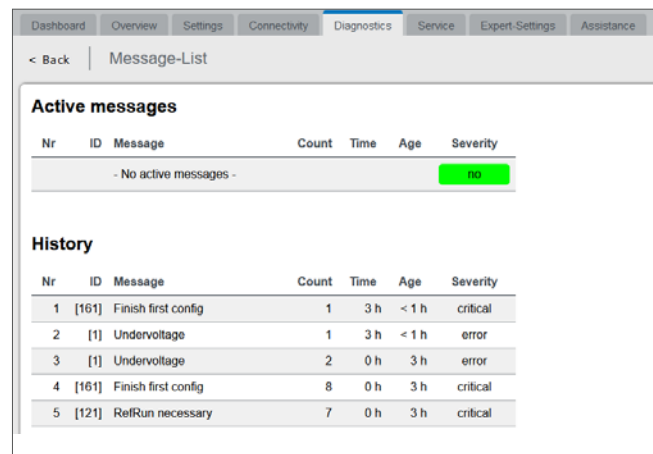 Dashboard Overview Settings Connectivity Diagnostics Service Expert-Settings Assistance
< Back Message-List
Active messages
Nr ID Message Count Time Age Severity
- No active messages - no
History
Nr ID Message Count Time Age Severity
1 [161] Finish first config 1 3 h < 1 h critical
2 [1] Undervoltage 1 3 h < 1 h error
3 [1] Undervoltage 2 0 h 3 h error
4 [161] Finish first config 8 0 h 3 h critical
5 [121] RefRun necessary 7 0 h 3 h critical